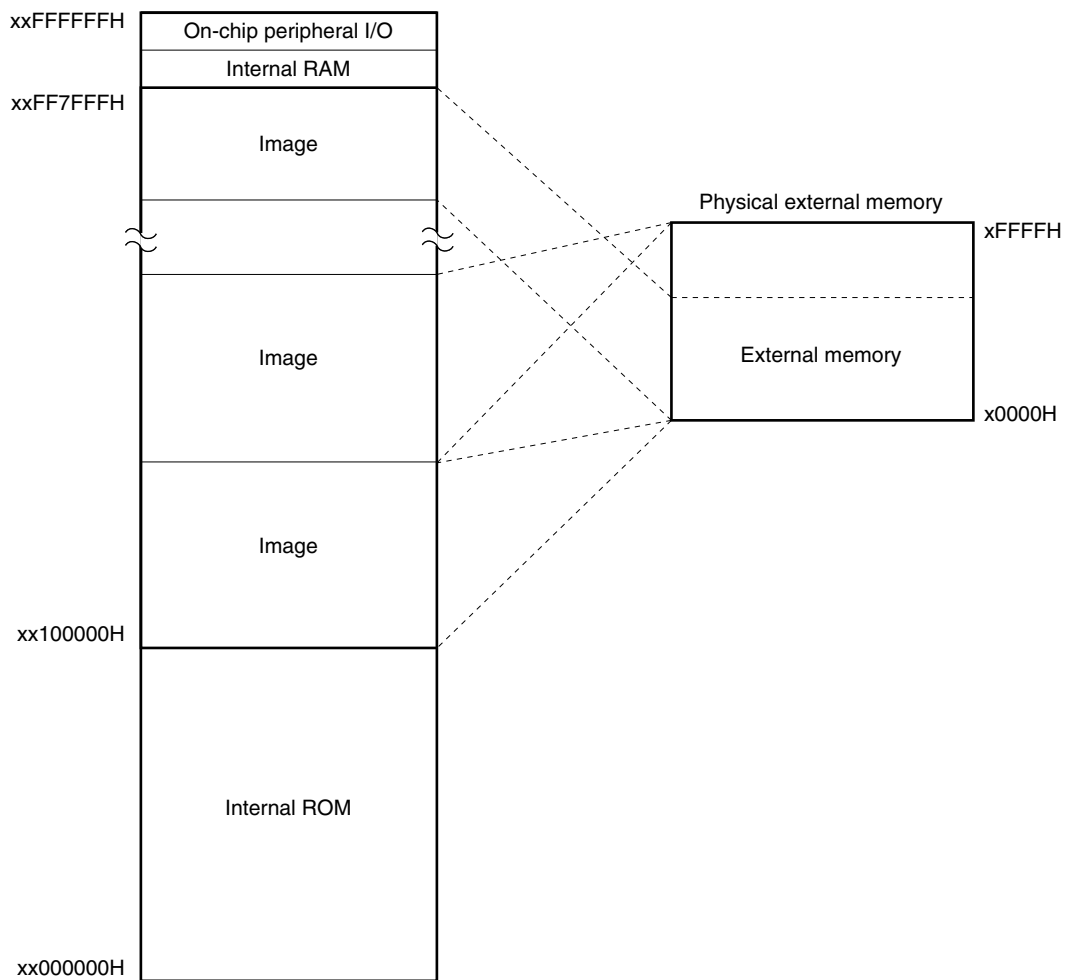 xxFFFFFFH
On-chip peripheral I/O
Internal RAM
xxFF7FFFH
Image
Physical external memory
xFFFFH
Image
External memory
x0000H
Image
xx100000H
Internal ROM
xx000000H